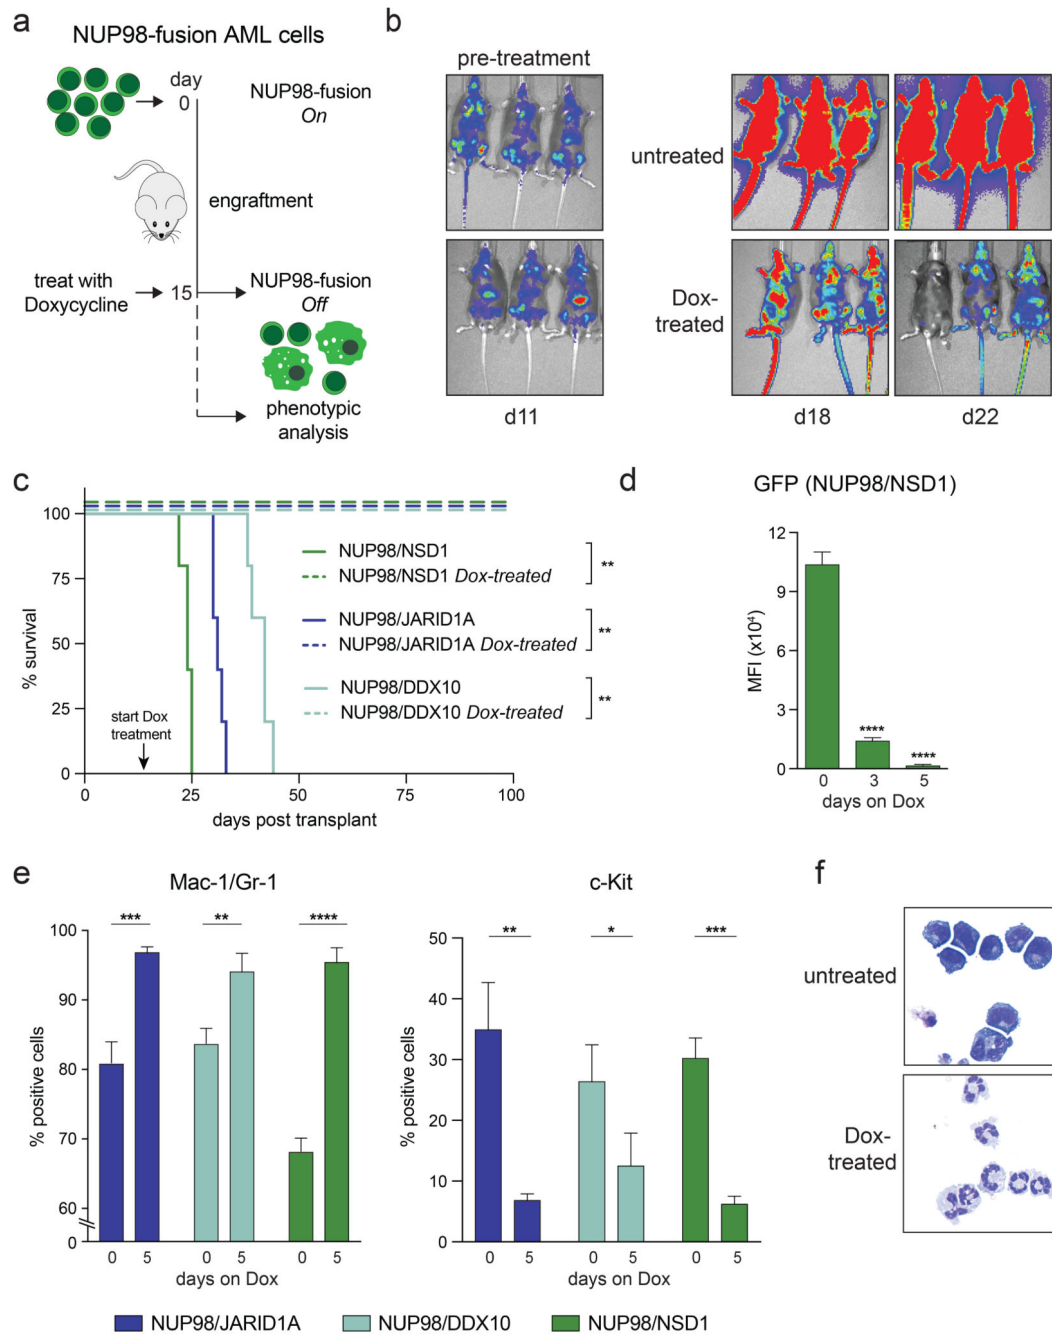 a
NUP98-fusion AML cells
day
0
NUP98-fusion
On
engraftment
treat with
Doxycycline
15
NUP98-fusion
Off
phenotypic
analysis
b
pre-treatment
untreated
Dox-
treated
d11
d18
d22
c
100
75
50
25
0
% survival
start Dox
treatment
NUP98/NSD1
NUP98/NSD1 Dox-treated
**
NUP98/JARID1A
NUP98/JARID1A Dox-treated
**
NUP98/DDX10
NUP98/DDX10 Dox-treated
**
0 25 50 75 100
days post transplant
d
GFP (NUP98/NSD1)
12
10
6
3
0
MFI (x10⁴)
****
****
0 3 5
days on Dox
e
Mac-1/Gr-1
100
90
80
70
60
0
% positive cells
*** ** ****
0 5 0 5 0 5
days on Dox
c-Kit
50
40
30
20
10
0
% positive cells
** * ***
0 5 0 5 0 5
days on Dox
NUP98/JARID1A NUP98/DDX10 NUP98/NSD1
f
untreated
Dox-
treated